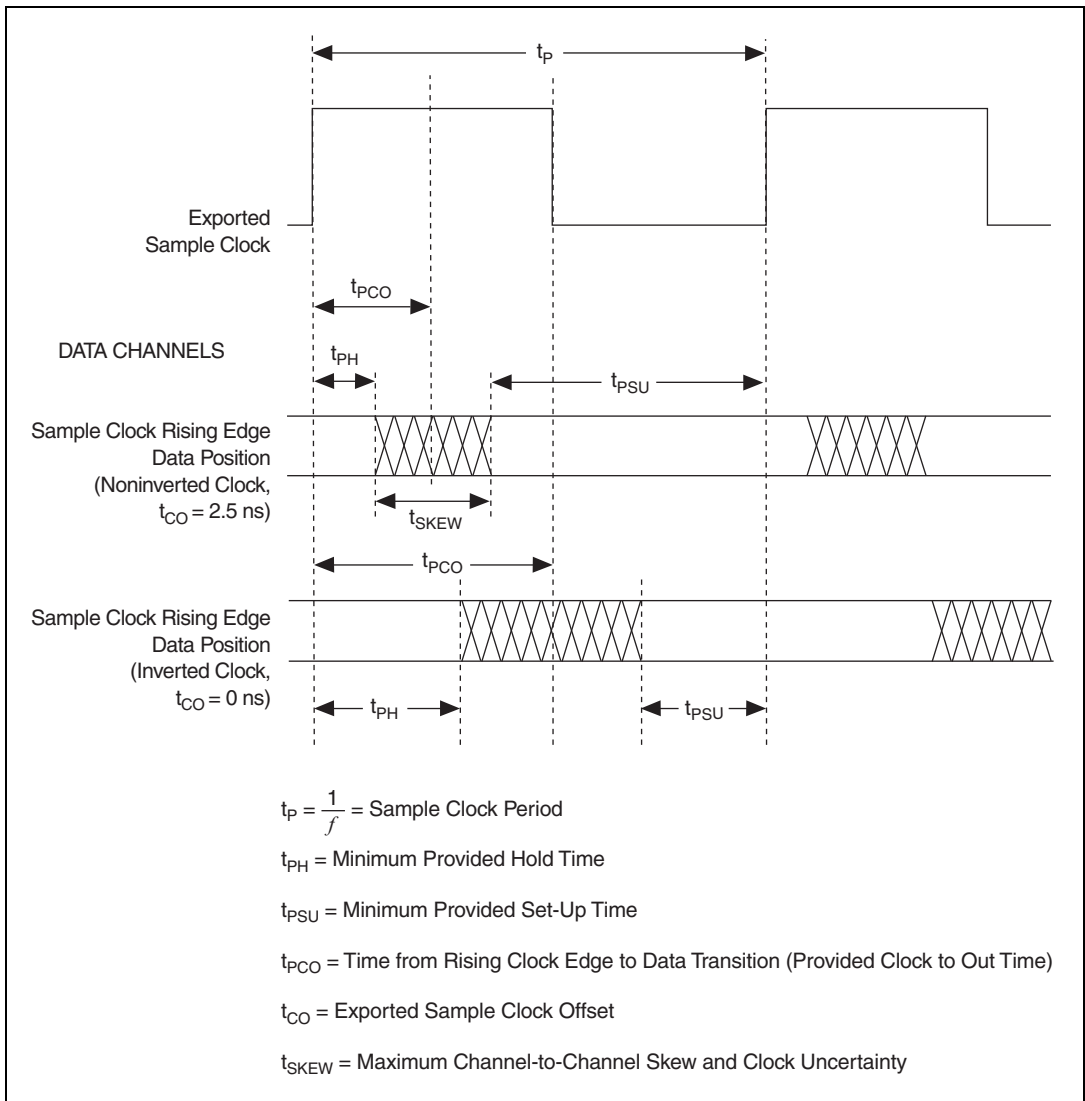 tP
Exported
Sample Clock
tPCO
DATA CHANNELS
tPH
tPSU
Sample Clock Rising Edge
Data Position
(Noninverted Clock,
tCO = 2.5 ns)
tSKEW
tPCO
Sample Clock Rising Edge
Data Position
(Inverted Clock,
tCO = 0 ns)
tPH
tPSU
tP = 1/f = Sample Clock Period
tPH = Minimum Provided Hold Time
tPSU = Minimum Provided Set-Up Time
tPCO = Time from Rising Clock Edge to Data Transition (Provided Clock to Out Time)
tCO = Exported Sample Clock Offset
tSKEW = Maximum Channel-to-Channel Skew and Clock Uncertainty